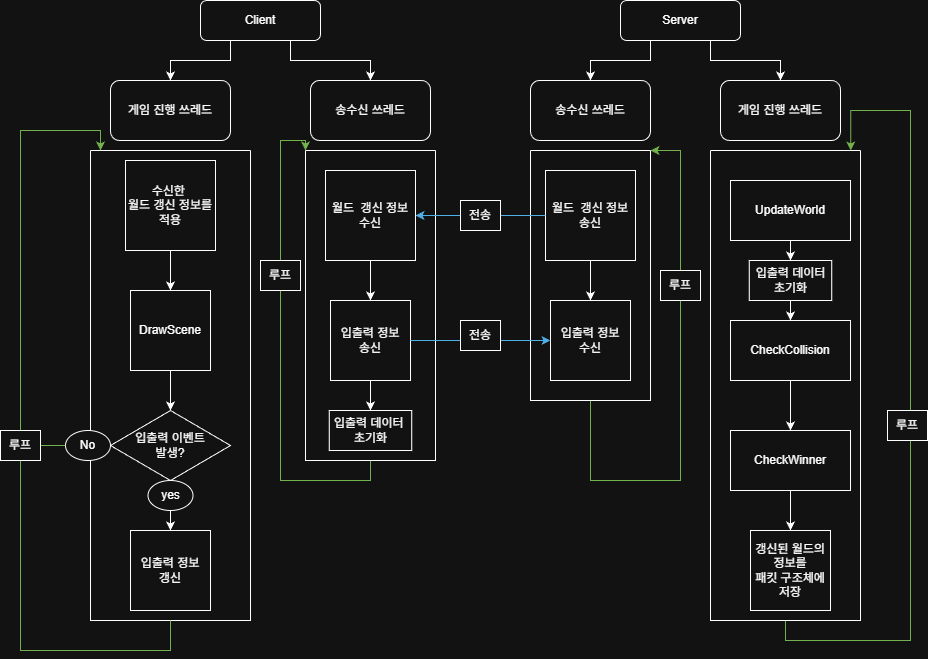 Client
Server
게임 진행 쓰레드
송수신 쓰레드
송수신 쓰레드
게임 진행 쓰레드
수신한
월드 갱신 정보를
적용
DrawScene
입출력 이벤트
발생?
No
yes
입출력 정보
갱신
루프
월드 갱신 정보
수신
입출력 정보
송신
입출력 데이터
초기화
루프
전송
전송
월드 갱신 정보
송신
입출력 정보
수신
루프
UpdateWorld
입출력 데이터
초기화
CheckCollision
CheckWinner
갱신된 월드의
정보를
패킷 구조체에
저장
루프